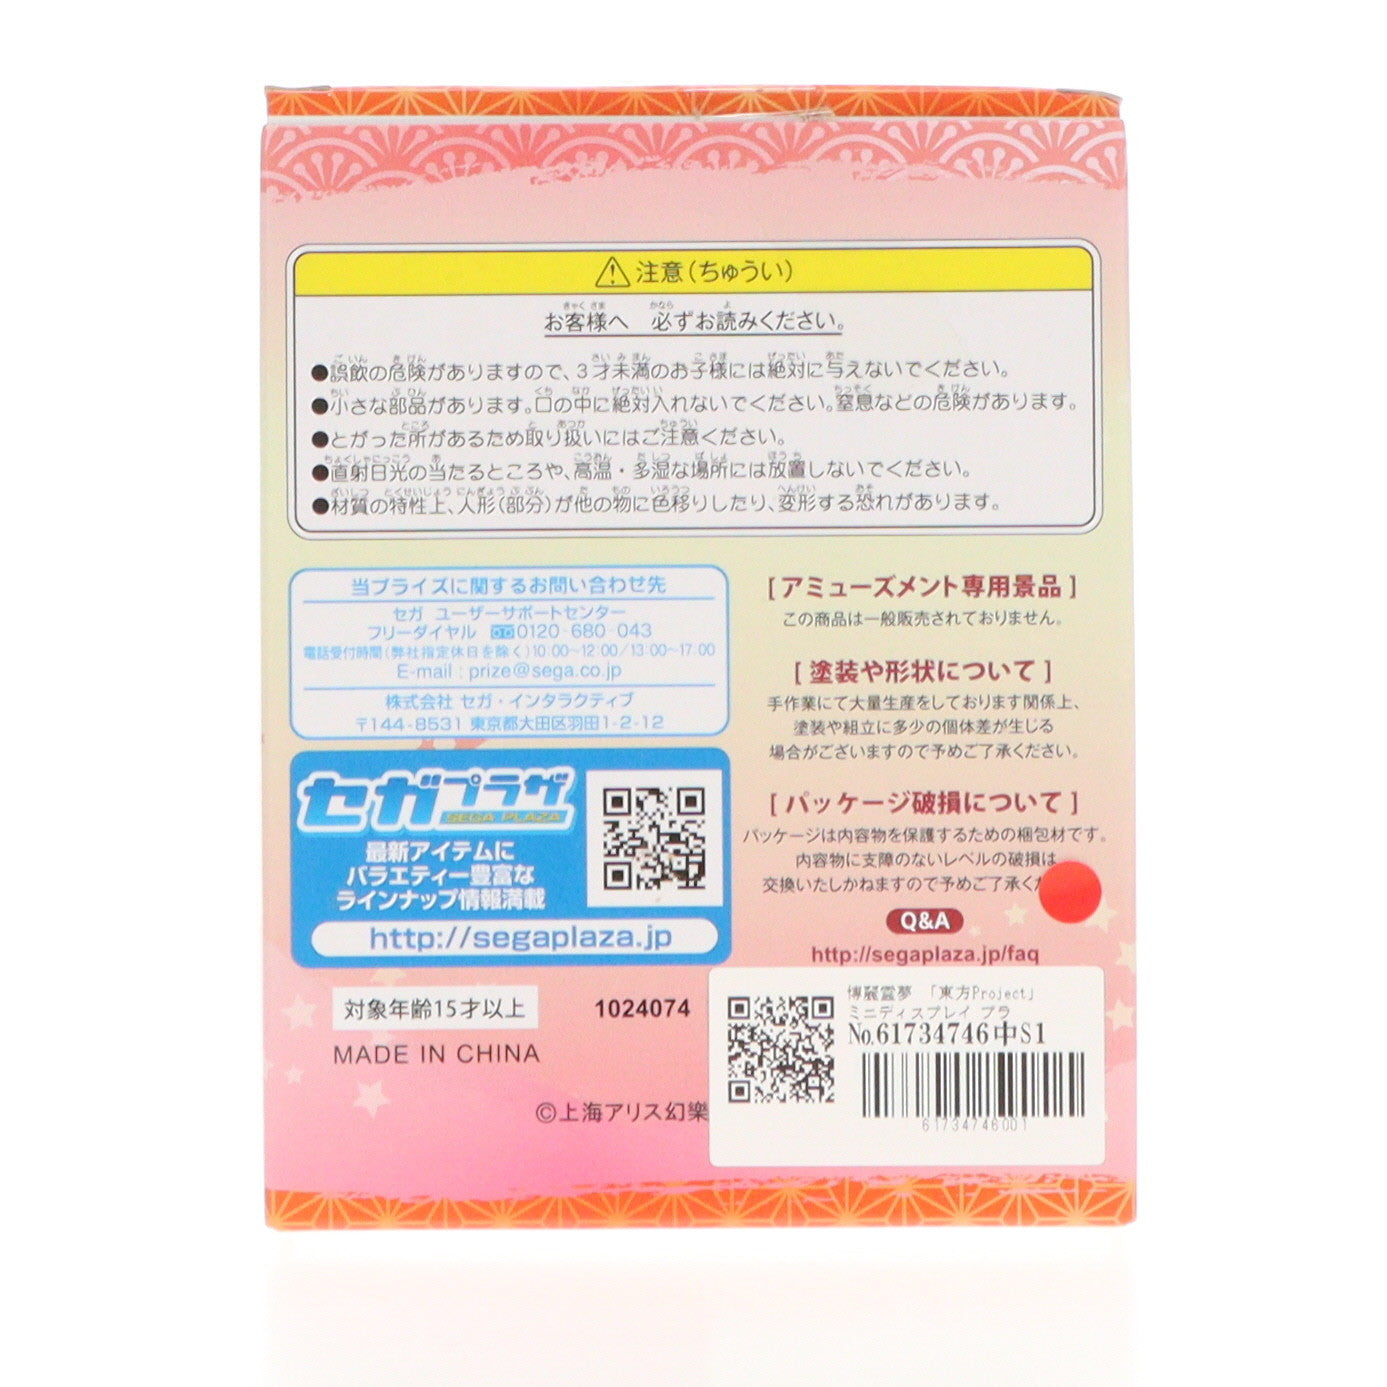 注意(ちゅうい)
お客様へ 必ずお読みください。
●誤飲の危険がありますので、3才未満のお子様には絶対に与えないでください。
●小さな部品があります。口の中に絶対入れないでください。窒息などの危険があります。
●とがった所があるため取り扱いにはご注意ください。
●直射日光の当たるところや、高温・多湿な場所には放置しないでください。
●材質の特性上、人形(部分)が他の物に色移りしたり、変形する恐れがあります。
当プライズに関するお問い合わせ先
セガ ユーザーサポートセンター
フリーダイヤル 0120-680-043
電話受付時間(弊社指定休日を除く)10:00~12:00/13:00~17:00
E-mail : prize@sega.co.jp
株式会社 セガ・インタラクティブ
〒144-8531 東京都大田区羽田1-2-12
セガプラザ
SEGA PLAZA
最新アイテムに
バラエティー豊富な
ラインナップ情報満載
http://segaplaza.jp
[アミューズメント専用景品]
この商品は一般販売されておりません。
[塗装や形状について]
手作業にて大量生産をしております関係上、
塗装や組立に多少の個体差が生じる
場合がございますので予めご了承ください。
[パッケージ破損について]
パッケージは内容物を保護するための梱包材です。
内容物に支障のないレベルの破損は
交換いたしかねますので予めご了承くだ
Q&A
http://segaplaza.jp/faq
対象年齢15才以上
1024074
MADE IN CHINA
©上海アリス幻樂
博麗霊夢 「東方Project」
ミニディスプレイ プラ
No.61734746中S1
61734746001